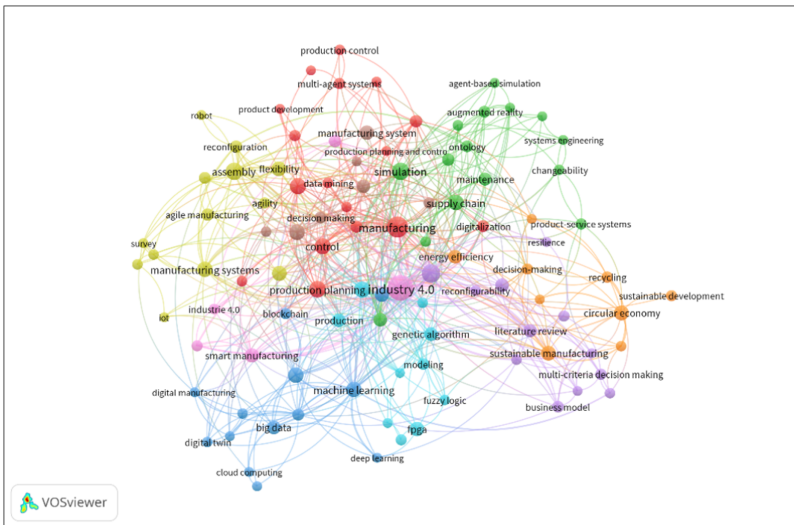 production control
multi-agent systems
agent-based simulation
product development
augmented reality
robot
manufacturing system
systems engineering
reconfiguration
production planning and contro
ontology
assembly
flexibility
simulation
changeability
data mining
maintenance
agility
supply chain
agile manufacturing
decision making
manufacturing
digitalization
product-service systems
survey
control
resilience
energy efficiency
manufacturing systems
decision-making
recycling
production planning
industry 4.0
reconfigurability
sustainable development
industrie 4.0
blockchain
circular economy
iot
production
genetic algorithm
literature review
smart manufacturing
sustainable manufacturing
modeling
multi-criteria decision making
digital manufacturing
machine learning
fuzzy logic
business model
big data
fpga
digital twin
deep learning
cloud computing
VOSviewer